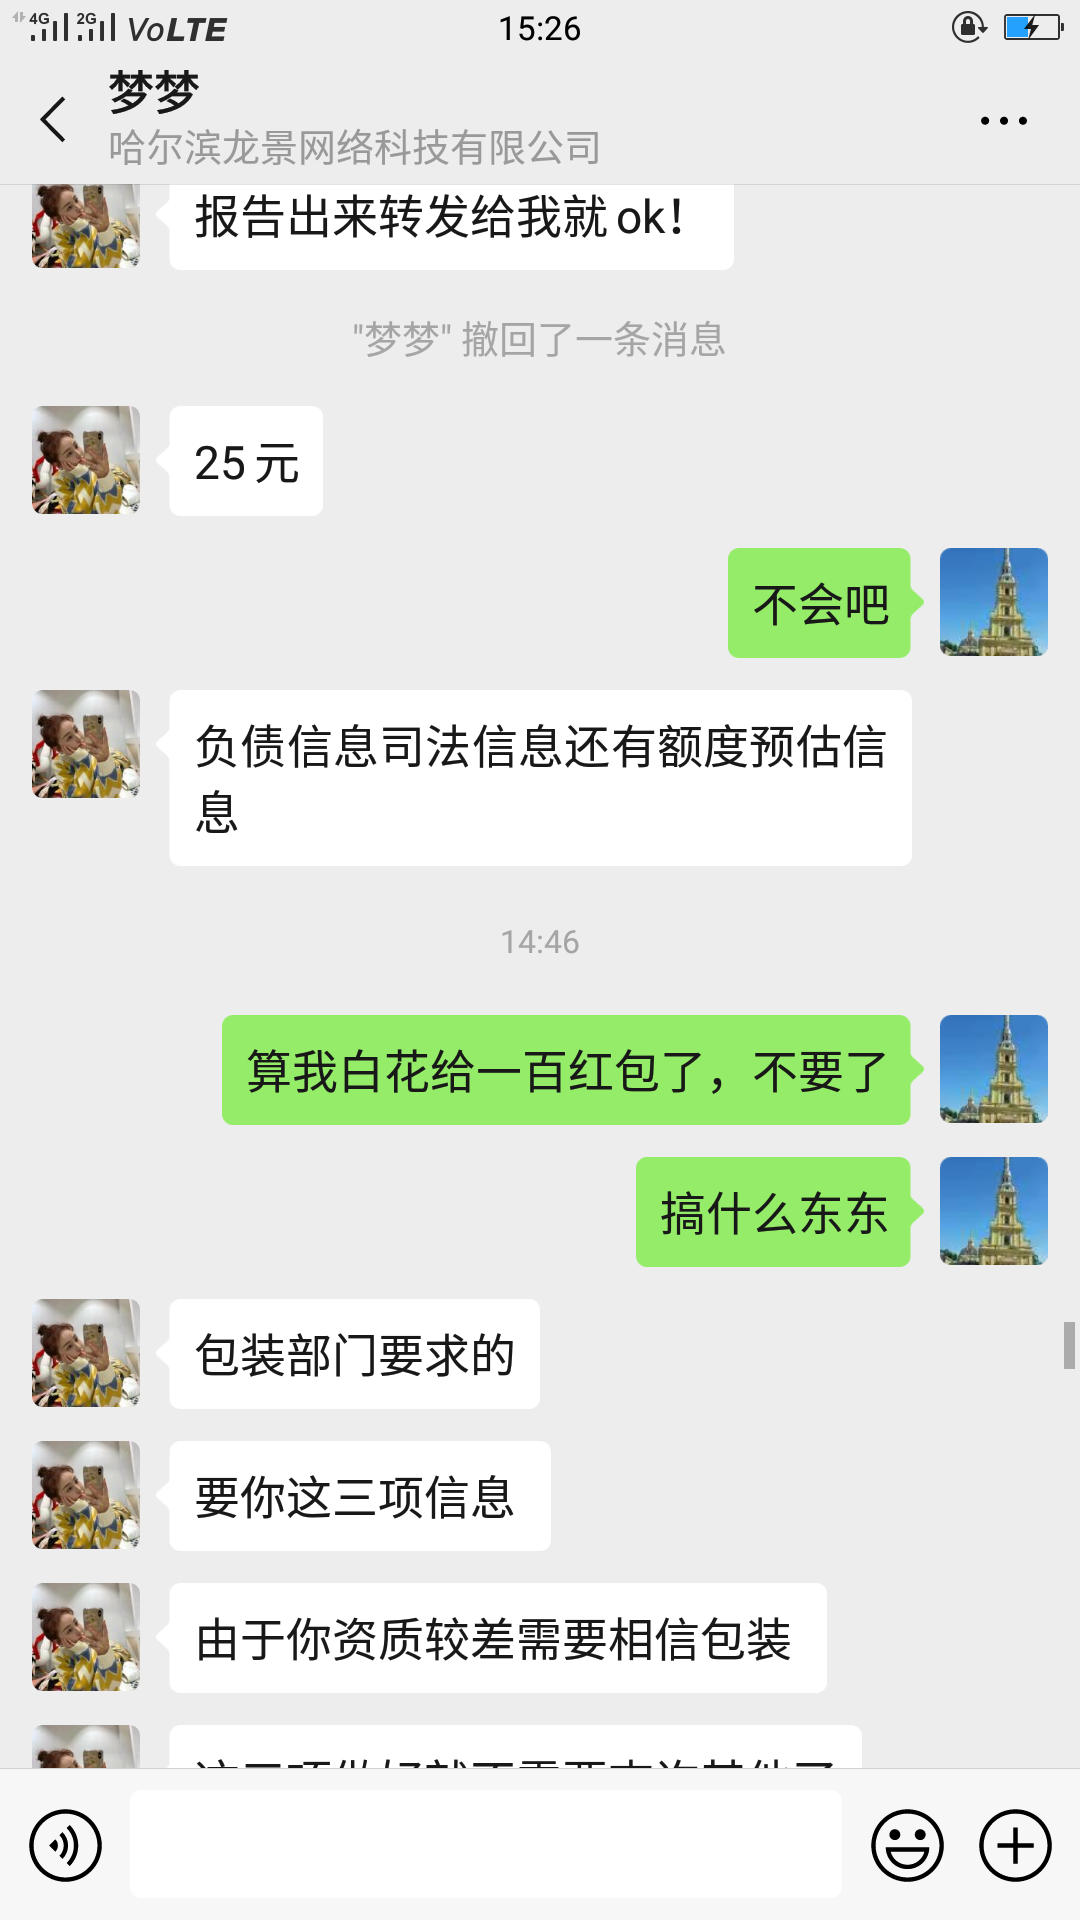 4G 2G VoLTE 15:26
梦梦
哈尔滨龙景网络科技有限公司
报告出来转发给我就ok！
"梦梦" 撤回了一条消息
25元
不会吧
负债信息司法信息还有额度预估信
息
14:46
算我白花给一百红包了，不要了
搞什么东东
包装部门要求的
要你这三项信息
由于你资质较差需要相信包装